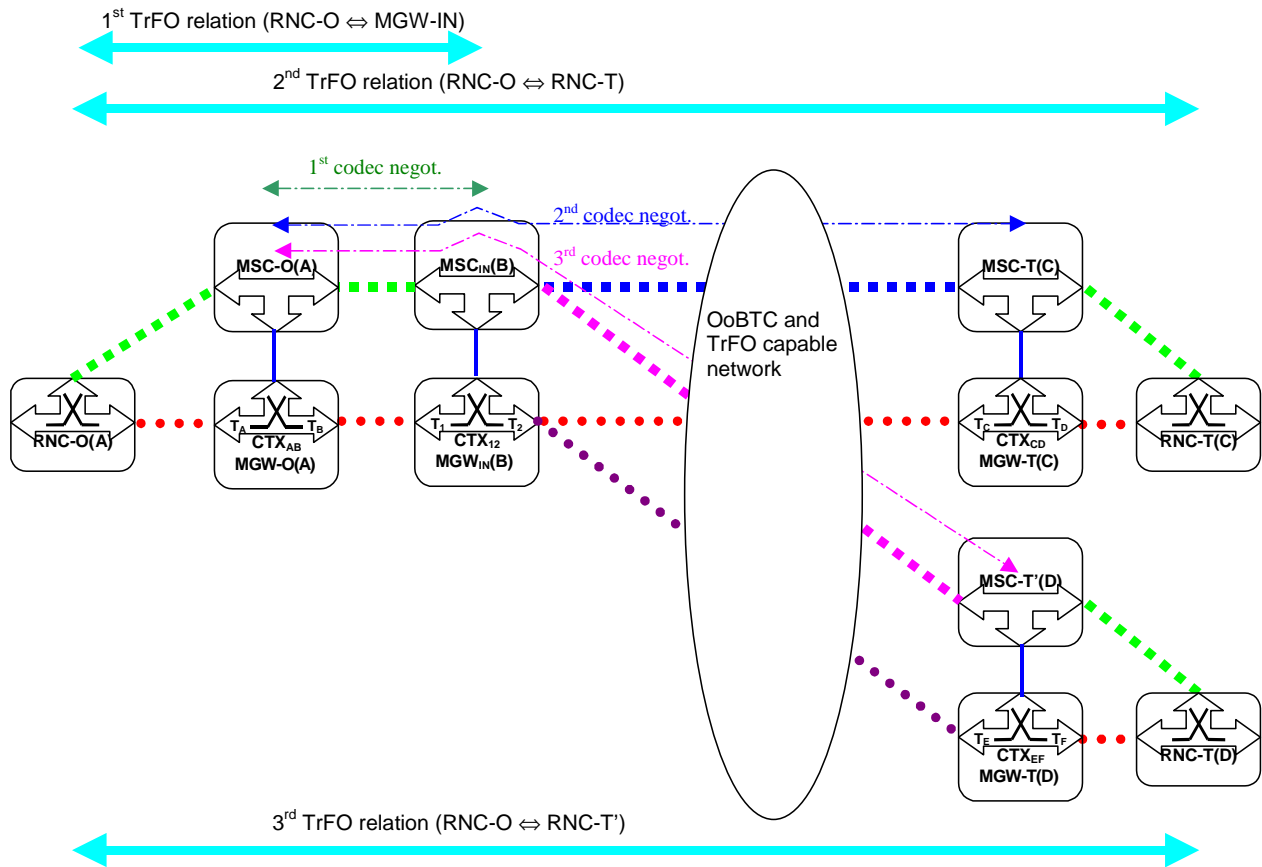 1st TrFO relation (RNC-O ⇔ MGW-IN)
2nd TrFO relation (RNC-O ⇔ RNC-T)
1st codec negot.
2nd codec negot.
3rd codec negot.
MSC-O(A)
MSCIN(B)
MSC-T(C)
OoBTC and
TrFO capable
network
RNC-O(A)
TA TB
CTXAB
MGW-O(A)
T1 T2
CTX12
MGWIN(B)
TC TD
CTXCD
MGW-T(C)
RNC-T(C)
MSC-T’(D)
TE TF
CTXEF
MGW-T(D)
RNC-T(D)
3rd TrFO relation (RNC-O ⇔ RNC-T’)